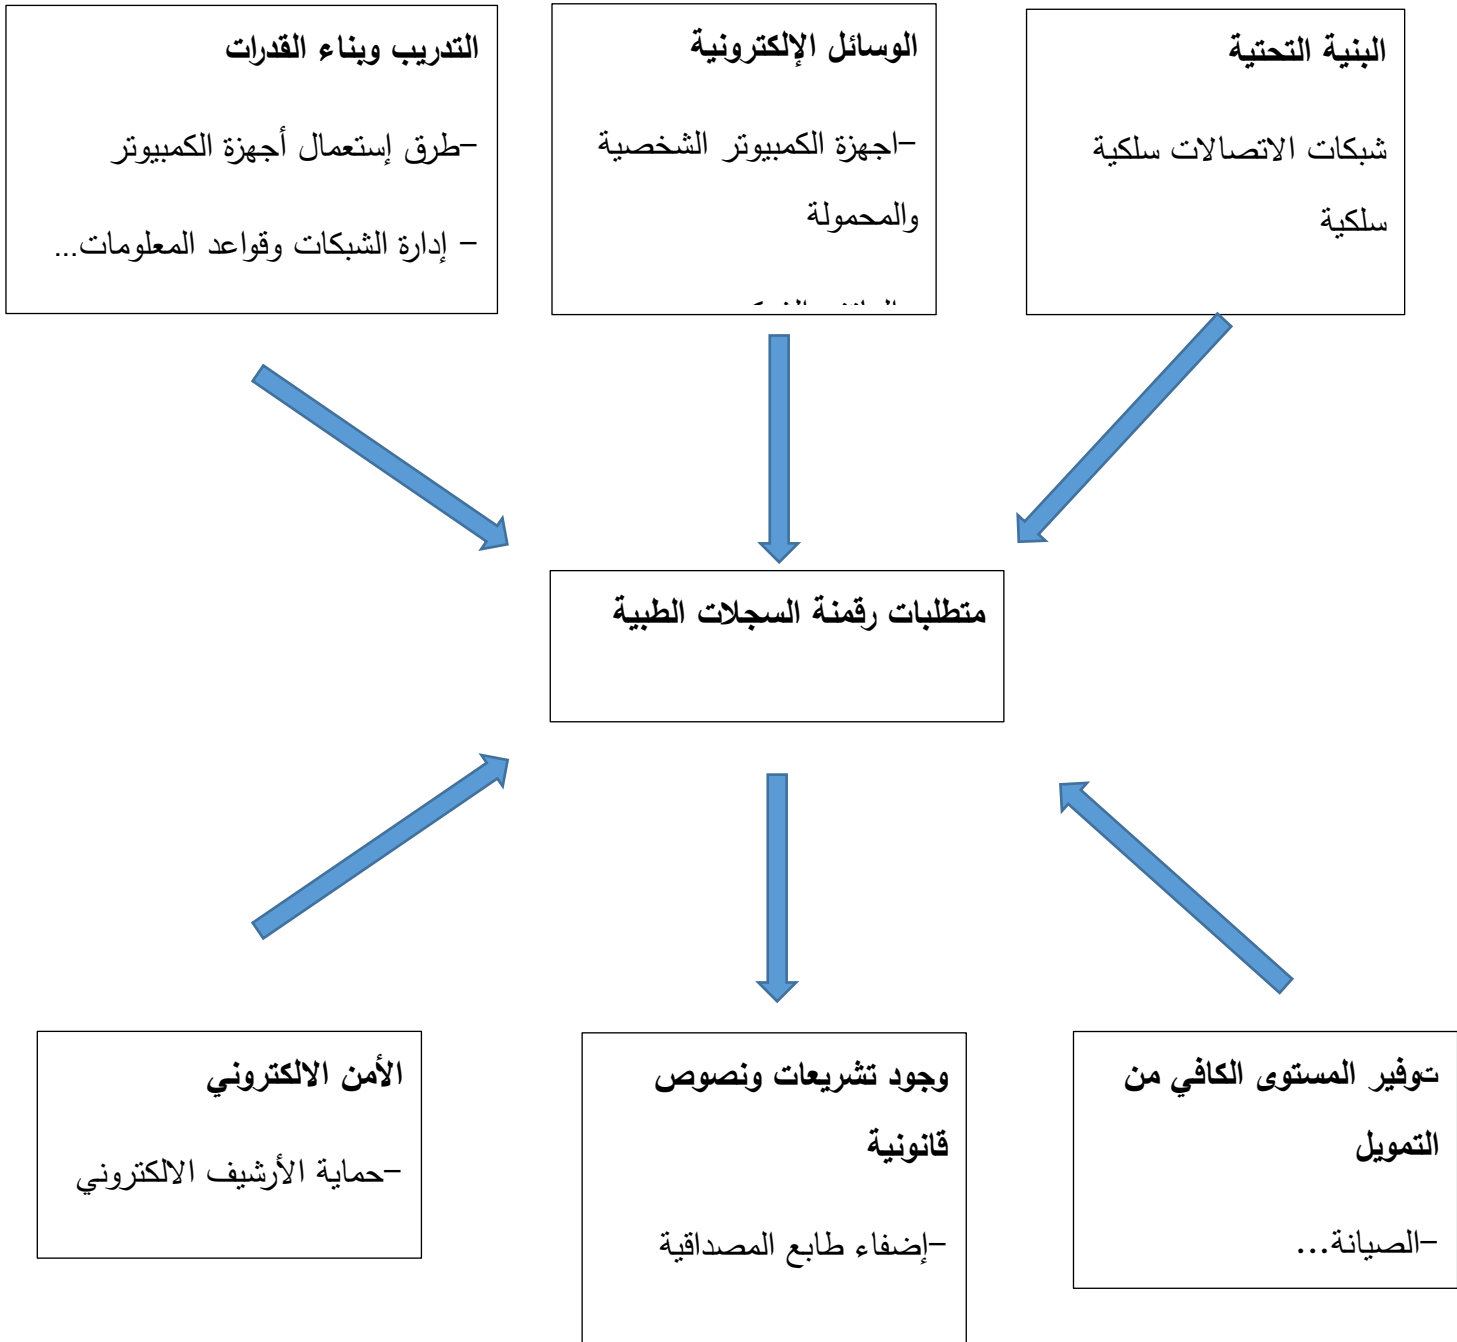 البنية التحتية
شبكات الاتصالات سلكية
سلكية
الوسائل الإلكترونية
-اجهزة الكمبيوتر الشخصية
والمحمولة
التدريب وبناء القدرات
-طرق إستعمال أجهزة الكمبيوتر
- إدارة الشبكات وقواعد المعلومات...
متطلبات رقمنة السجلات الطبية
توفير المستوى الكافي من
التمويل
-الصيانة...
وجود تشريعات ونصوص
قانونية
-إضفاء طابع المصداقية
الأمن الالكتروني
-حماية الأرشيف الالكتروني